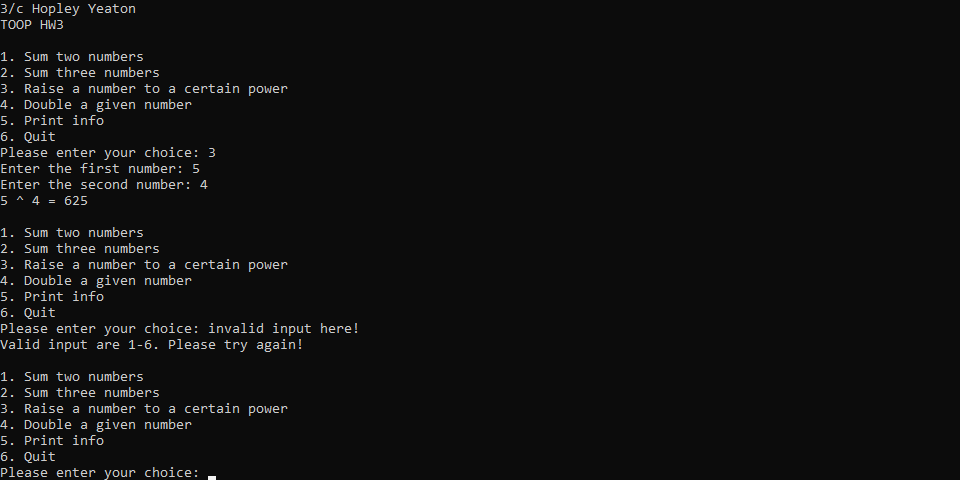 3/c Hopley Yeaton
TOOP HW3
1. Sum two numbers
2. Sum three numbers
3. Raise a number to a certain power
4. Double a given number
5. Print info
6. Quit
Please enter your choice: 3
Enter the first number: 5
Enter the second number: 4
5 ^ 4 = 625
1. Sum two numbers
2. Sum three numbers
3. Raise a number to a certain power
4. Double a given number
5. Print info
6. Quit
Please enter your choice: invalid input here!
Valid input are 1-6. Please try again!
1. Sum two numbers
2. Sum three numbers
3. Raise a number to a certain power
4. Double a given number
5. Print info
6. Quit
Please enter your choice: